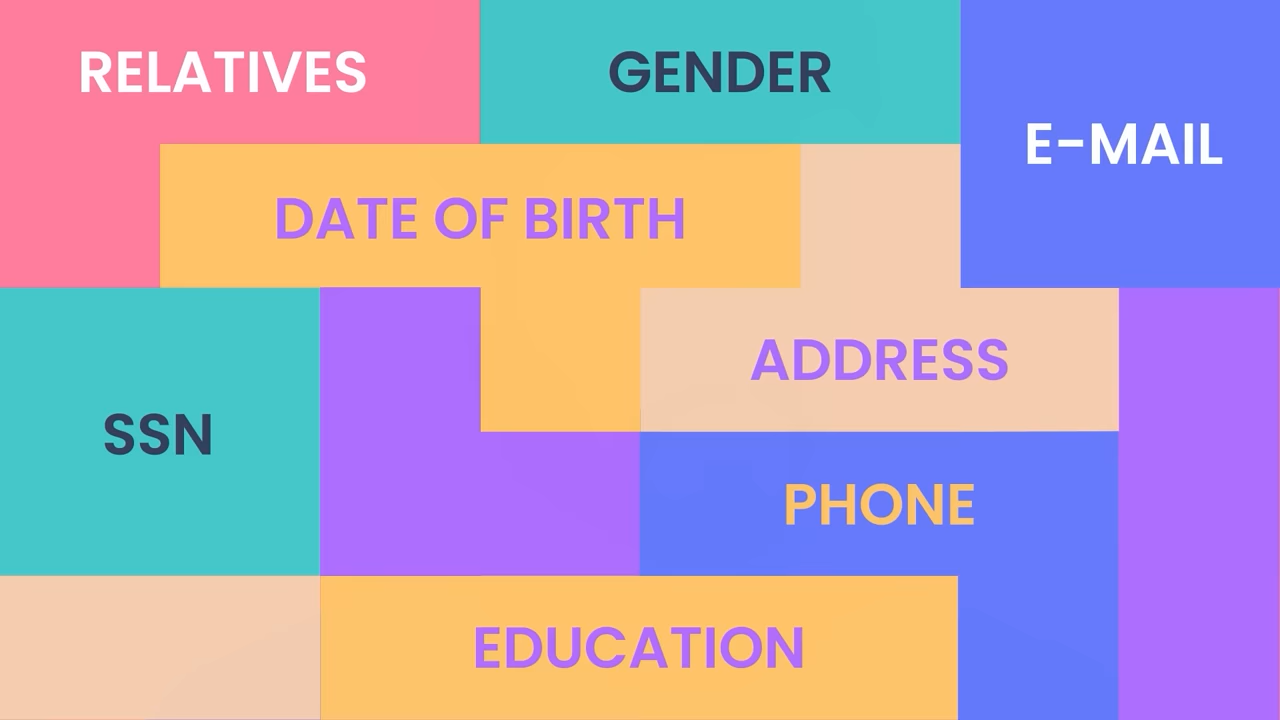 RELATIVES
GENDER
E-MAIL
DATE OF BIRTH
ADDRESS
SSN
PHONE
EDUCATION